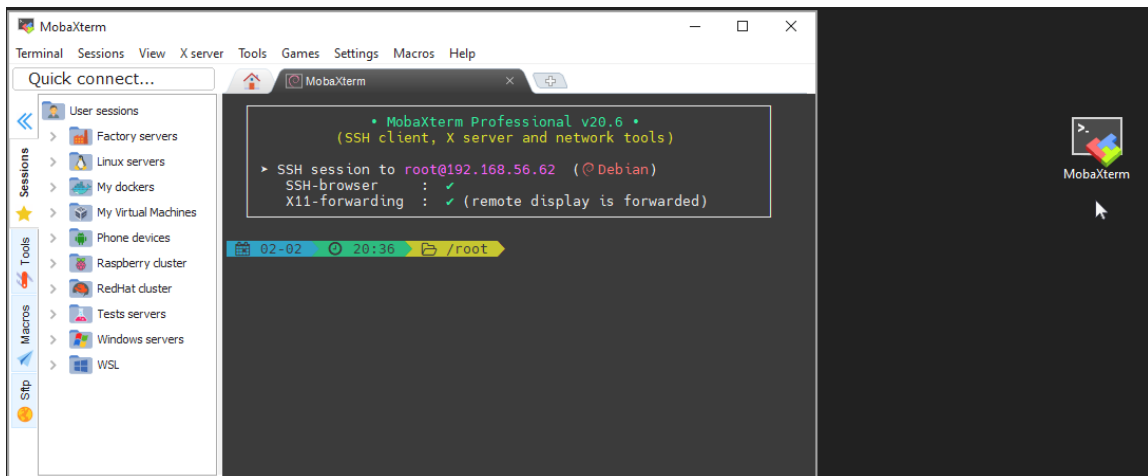 MobaXterm
Terminal Sessions View X server Tools Games Settings Macros Help
Quick connect...
MobaXterm
Sessions
Tools
Macros
Sftp
User sessions
Factory servers
Linux servers
My dockers
My Virtual Machines
Phone devices
Raspberry cluster
RedHat cluster
Tests servers
Windows servers
WSL
• MobaXterm Professional v20.6 •
(SSH client, X server and network tools)
➤ SSH session to root@192.168.56.62 (Debian)
SSH-browser : ✔
X11-forwarding : ✔ (remote display is forwarded)
02-02 20:36 /root
MobaXterm